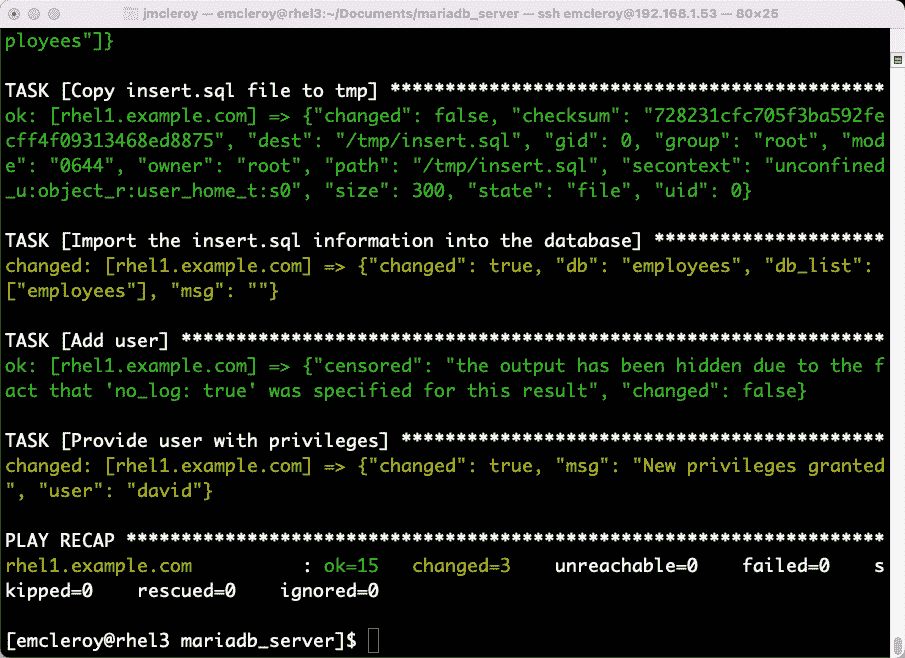 jmcleroy — emcleroy@rhel3:~/Documents/mariadb_server — ssh emcleroy@192.168.1.53 — 80×25
ployees"]}
TASK [Copy insert.sql file to tmp] *********************************************
ok: [rhel1.example.com] => {"changed": false, "checksum": "728231cfc705f3ba592fe
cff4f09313468ed8875", "dest": "/tmp/insert.sql", "gid": 0, "group": "root", "mod
e": "0644", "owner": "root", "path": "/tmp/insert.sql", "secontext": "unconfined
_u:object_r:user_home_t:s0", "size": 300, "state": "file", "uid": 0}
TASK [Import the insert.sql information into the database] *********************
changed: [rhel1.example.com] => {"changed": true, "db": "employees", "db_list":
["employees"], "msg": ""}
TASK [Add user] ****************************************************************
ok: [rhel1.example.com] => {"censored": "the output has been hidden due to the f
act that 'no_log: true' was specified for this result", "changed": false}
TASK [Provide user with privileges] ********************************************
changed: [rhel1.example.com] => {"changed": true, "msg": "New privileges granted
", "user": "david"}
PLAY RECAP *********************************************************************
rhel1.example.com : ok=15 changed=3 unreachable=0 failed=0 s
kipped=0 rescued=0 ignored=0
[emcleroy@rhel3 mariadb_server]$